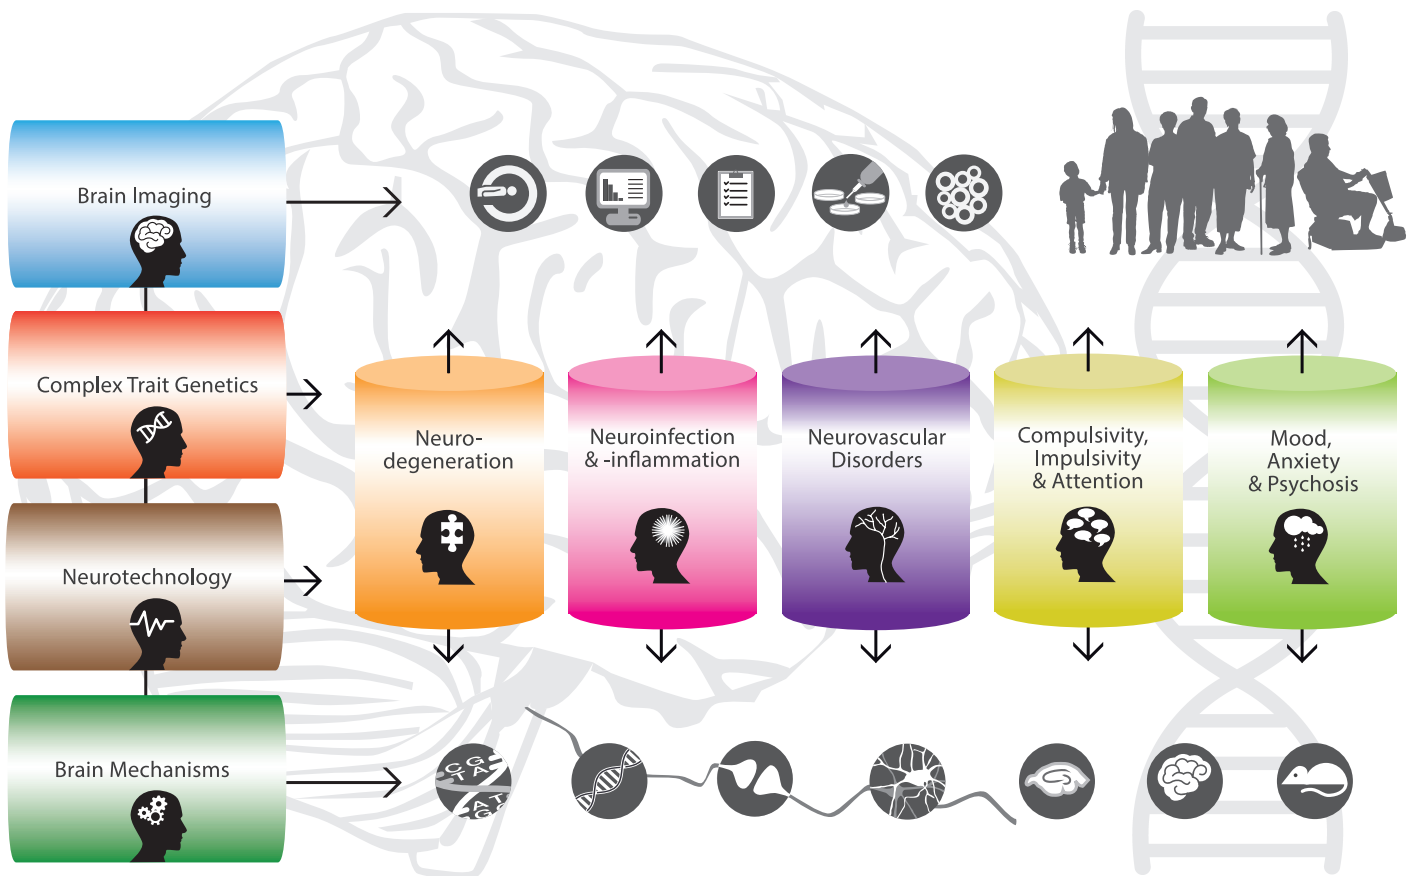 Brain Imaging
Complex Trait Genetics
Neurotechnology
Brain Mechanisms
Neuro-
degeneration
Neuroinfection
& -inflammation
Neurovascular
Disorders
Compulsivity,
Impulsivity
& Attention
Mood,
Anxiety
& Psychosis
C G
T A
C A T
G